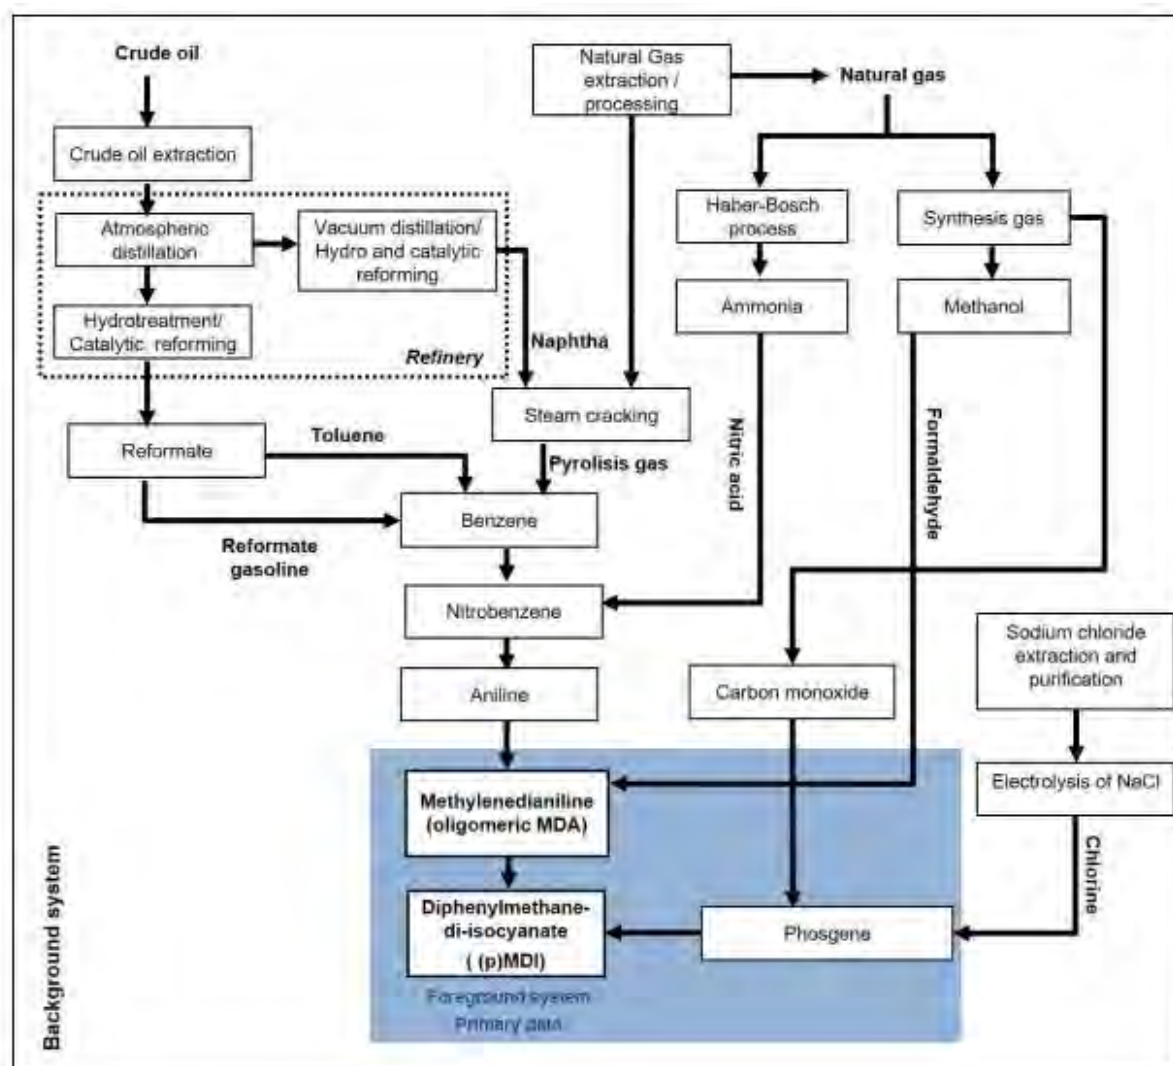 Crude oil
Natural Gas
extraction /
processing
Natural gas
Crude oil extraction
Atmospheric
distillation
Vacuum distillation/
Hydro and catalytic
reforming
Haber-Bosch
process
Synthesis gas
Hydrotreatment/
Catalytic reforming
Refinery
Naphtha
Ammonia
Methanol
Steam cracking
Reformate
Toluene
Pyrolisis gas
Nitric acid
Formaldehyde
Benzene
Reformate
gasoline
Nitrobenzene
Sodium chloride
extraction and
purification
Aniline
Carbon monoxide
Methylenedianiline
(oligomeric MDA)
Electrolysis of NaCl
Chlorine
Diphenylmethane-
di-isocyanate
( (p)MDI)
Phosgene
Foreground system
Primary data
Background system